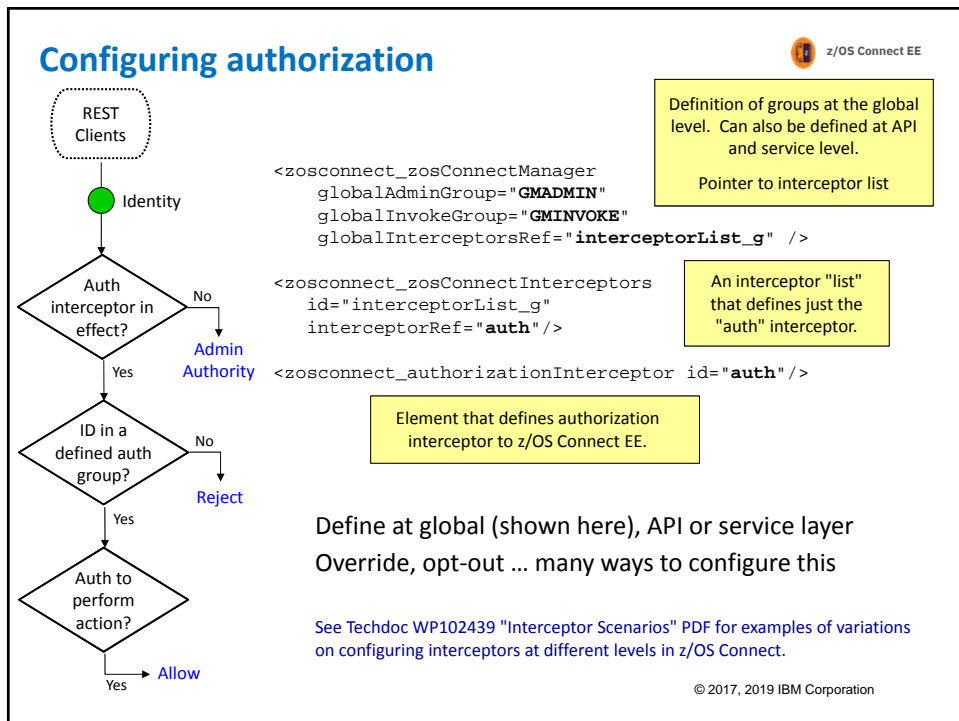 Configuring authorization
z/OS Connect EE
REST
Clients
Identity
Auth
interceptor in
effect?
No
Admin
Authority
Yes
ID in a
defined auth
group?
No
Reject
Yes
Auth to
perform
action?
Yes
Allow
<zosconnect_zosConnectManager
globalAdminGroup="GMADMIN"
globalInvokeGroup="GMINVOKE"
globalInterceptorsRef="interceptorList_g" />
Definition of groups at the global
level. Can also be defined at API
and service level.
Pointer to interceptor list
<zosconnect_zosConnectInterceptors
id="interceptorList_g"
interceptorRef="auth"/>
An interceptor "list"
that defines just the
"auth" interceptor.
<zosconnect_authorizationInterceptor id="auth"/>
Element that defines authorization
interceptor to z/OS Connect EE.
Define at global (shown here), API or service layer
Override, opt-out … many ways to configure this
See Techdoc WP102439 "Interceptor Scenarios" PDF for examples of variations
on configuring interceptors at different levels in z/OS Connect.
© 2017, 2019 IBM Corporation